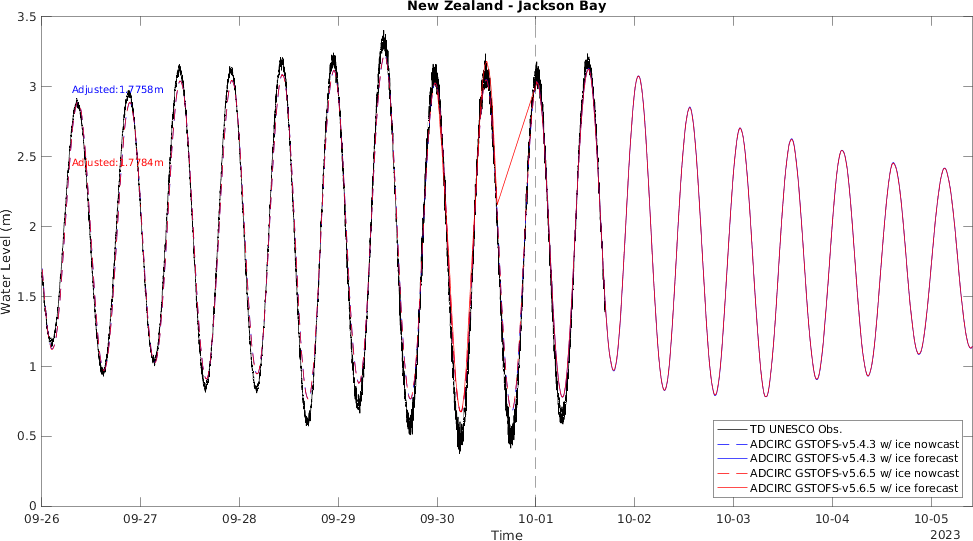 New Zealand - Jackson Bay
3.5
3
2.5
2
1.5
1
0.5
0
Water Level (m)
Adjusted:1.7758m
Adjusted:1.7784m
TD UNESCO Obs.
ADCIRC GSTOFS-v5.4.3 w/ ice nowcast
ADCIRC GSTOFS-v5.4.3 w/ ice forecast
ADCIRC GSTOFS-v5.6.5 w/ ice nowcast
ADCIRC GSTOFS-v5.6.5 w/ ice forecast
09-26 09-27 09-28 09-29 09-30 10-01 10-02 10-03 10-04 10-05
Time
2023